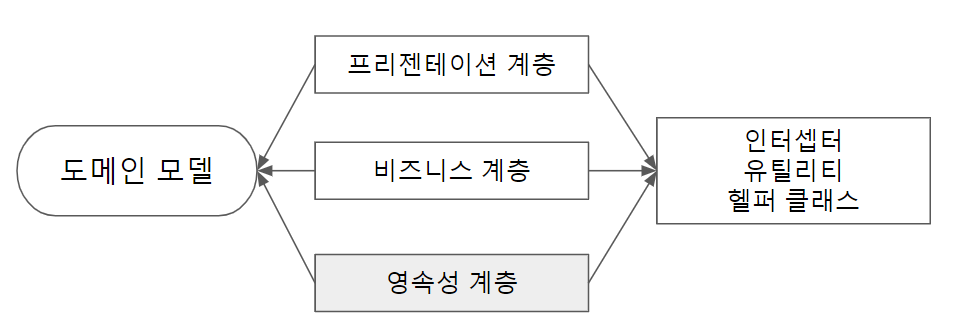 프리젠테이션 계층
도메인 모델
비즈니스 계층
인터셉터
유틸리티
헬퍼 클래스
영속성 계층